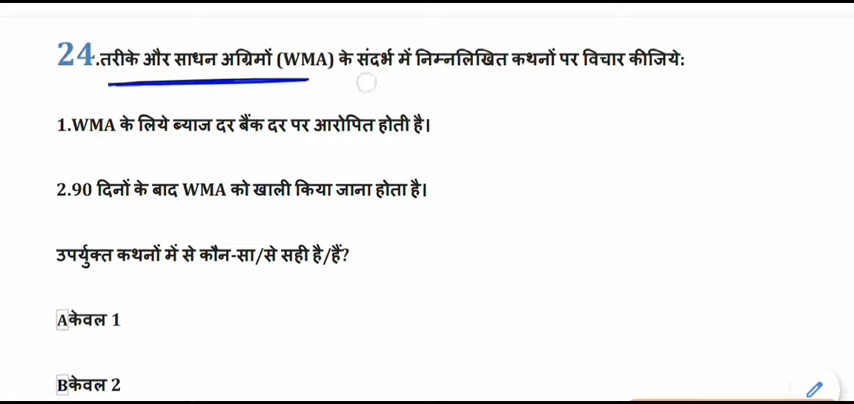 24.तरीके और साधन अग्रिमों (WMA) के संदर्भ में निम्नलिखित कथनों पर विचार कीजिये:
1.WMA के लिये ब्याज दर बैंक दर पर आरोपित होती है।
2.90 दिनों के बाद WMA को खाली किया जाना होता है।
उपर्युक्त कथनों में से कौन-सा/से सही है/हैं?
Aकेवल 1
Bकेवल 2